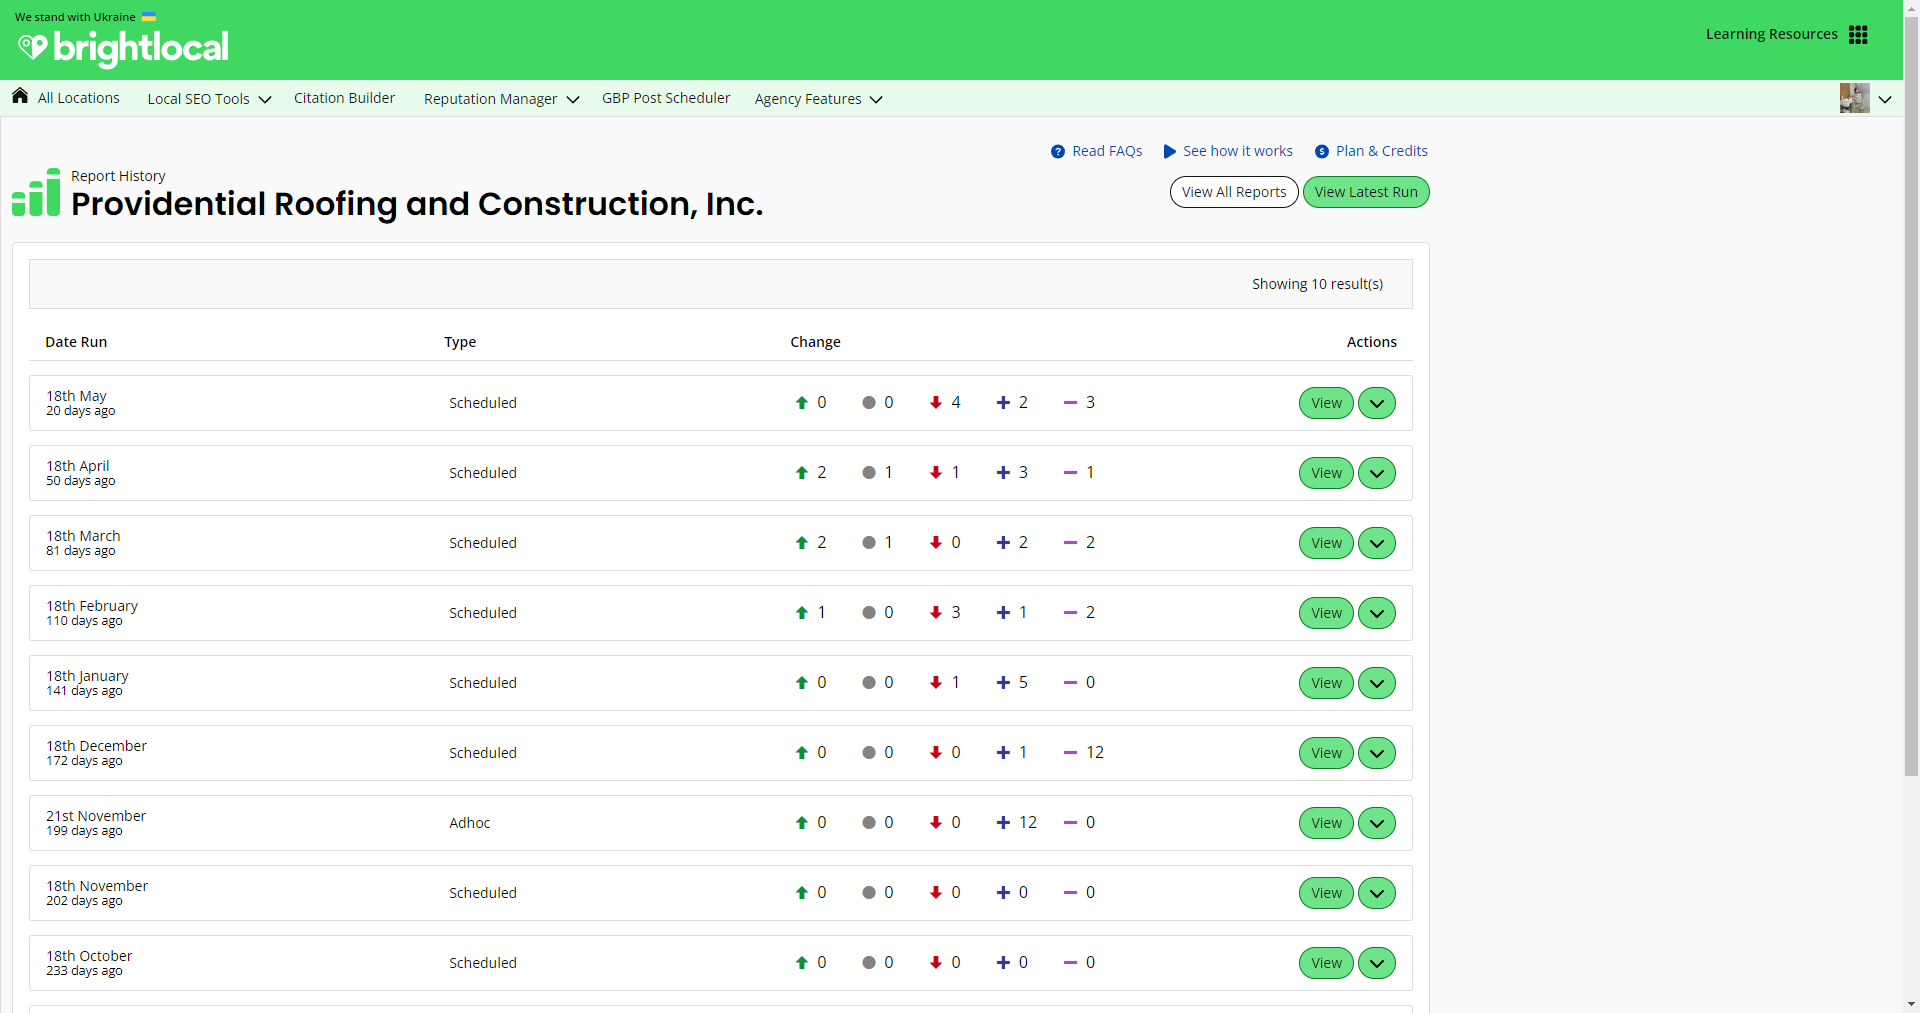 We stand with Ukraine
brightlocal
Learning Resources
All Locations Local SEO Tools Citation Builder Reputation Manager GBP Post Scheduler Agency Features
Read FAQs See how it works Plan & Credits
Report History
Providential Roofing and Construction, Inc.
View All Reports View Latest Run
Showing 10 result(s)
Date Run Type Change Actions
18th May
20 days ago
Scheduled 0 0 4 2 3 View
18th April
50 days ago
Scheduled 2 1 1 3 1 View
18th March
81 days ago
Scheduled 2 1 0 2 2 View
18th February
110 days ago
Scheduled 1 0 3 1 2 View
18th January
141 days ago
Scheduled 0 0 1 5 0 View
18th December
172 days ago
Scheduled 0 0 0 1 12 View
21st November
199 days ago
Adhoc 0 0 0 12 0 View
18th November
202 days ago
Scheduled 0 0 0 0 0 View
18th October
233 days ago
Scheduled 0 0 0 0 0 View